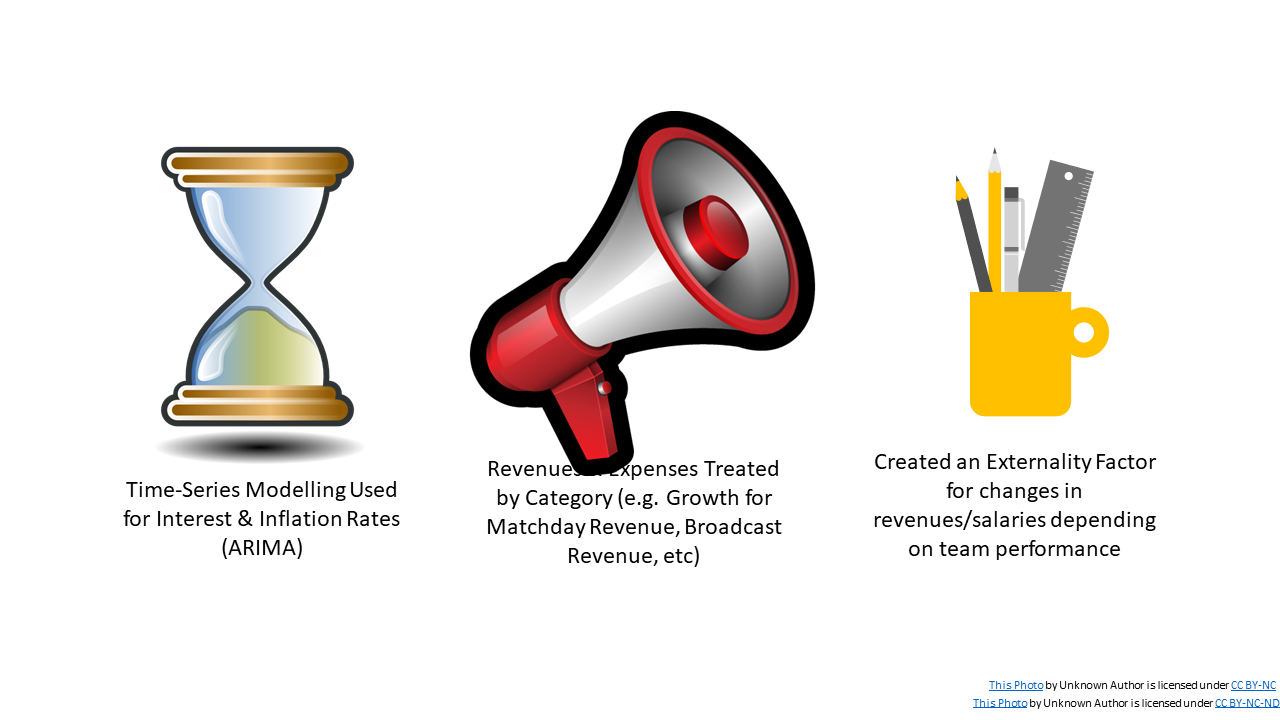 Time-Series Modelling Used
for Interest & Inflation Rates
(ARIMA)
Revenues Expenses Treated
by Category (e.g. Growth for
Matchday Revenue, Broadcast
Revenue, etc)
Created an Externality Factor
for changes in
revenues/salaries depending
on team performance
This Photo by Unknown Author is licensed under CC BY-NC
This Photo by Unknown Author is licensed under CC BY-NC-ND